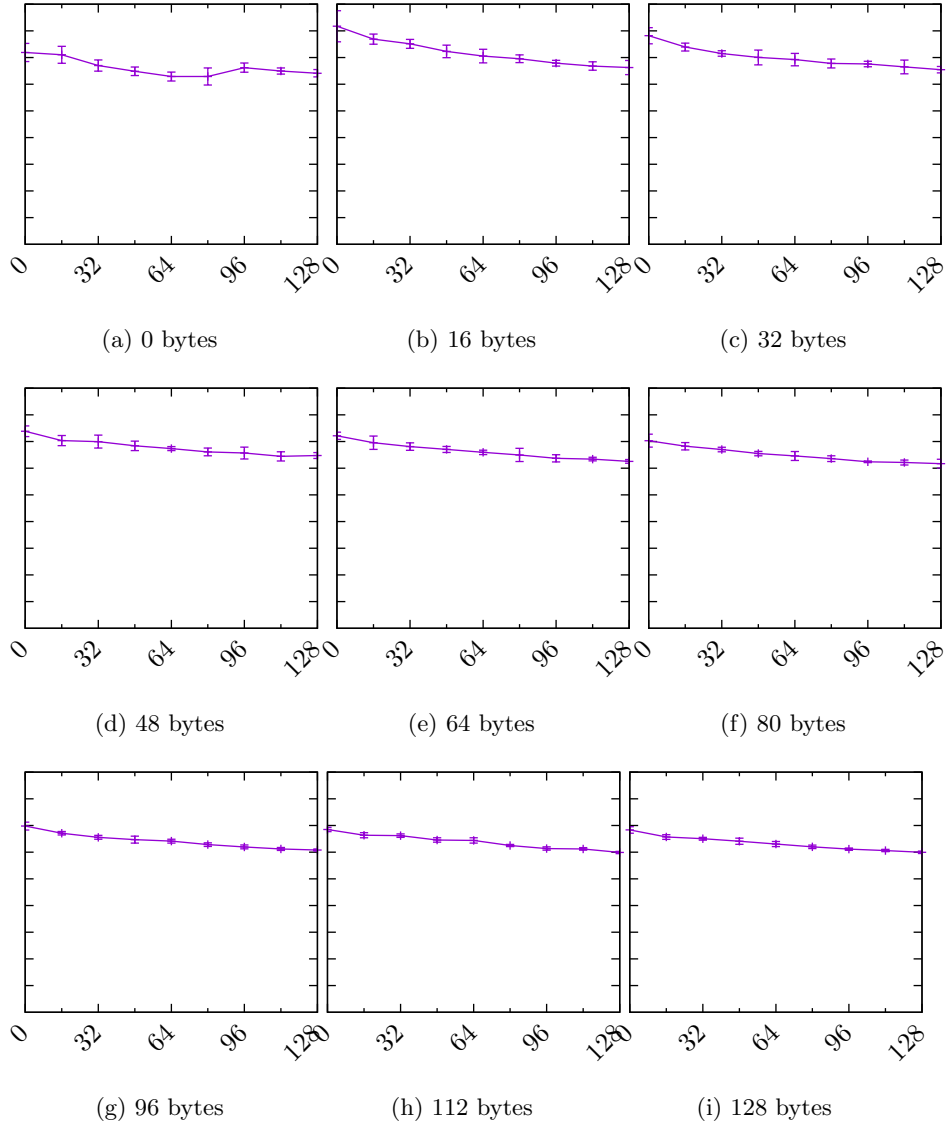 0 32 64 96 128 0 32 64 96 128 0 32 64 96 128
(a) 0 bytes (b) 16 bytes (c) 32 bytes
0 32 64 96 128 0 32 64 96 128 0 32 64 96 128
(d) 48 bytes (e) 64 bytes (f) 80 bytes
0 32 64 96 128 0 32 64 96 128 0 32 64 96 128
(g) 96 bytes (h) 112 bytes (i) 128 bytes